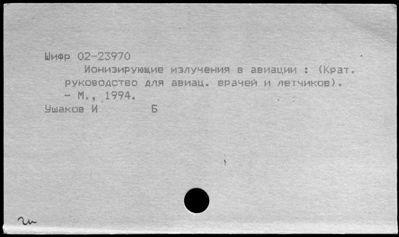 Шифр 02-23970
Ионизирующие излучения в авиации : (Крат.
руководство для авиац. врачей и летчиков).
- М., 1994.
Ушаков И Б